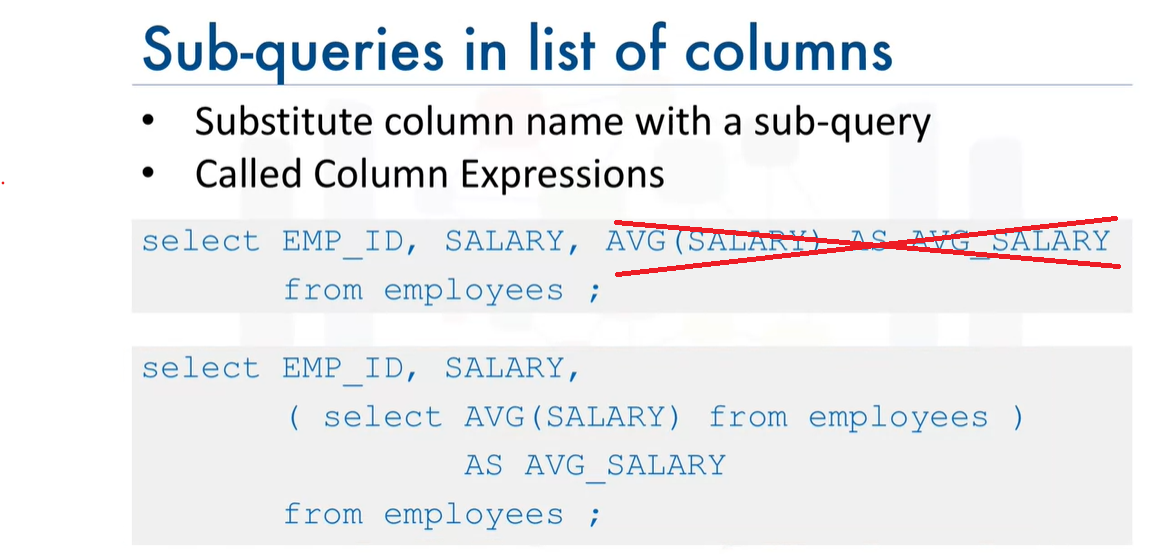 Sub-queries in list of columns
• Substitute column name with a sub-query
• Called Column Expressions
select EMP_ID, SALARY, AVG(SALARY) AS AVG_SALARY
from employees ;
select EMP_ID, SALARY,
( select AVG(SALARY) from employees )
AS AVG_SALARY
from employees ;